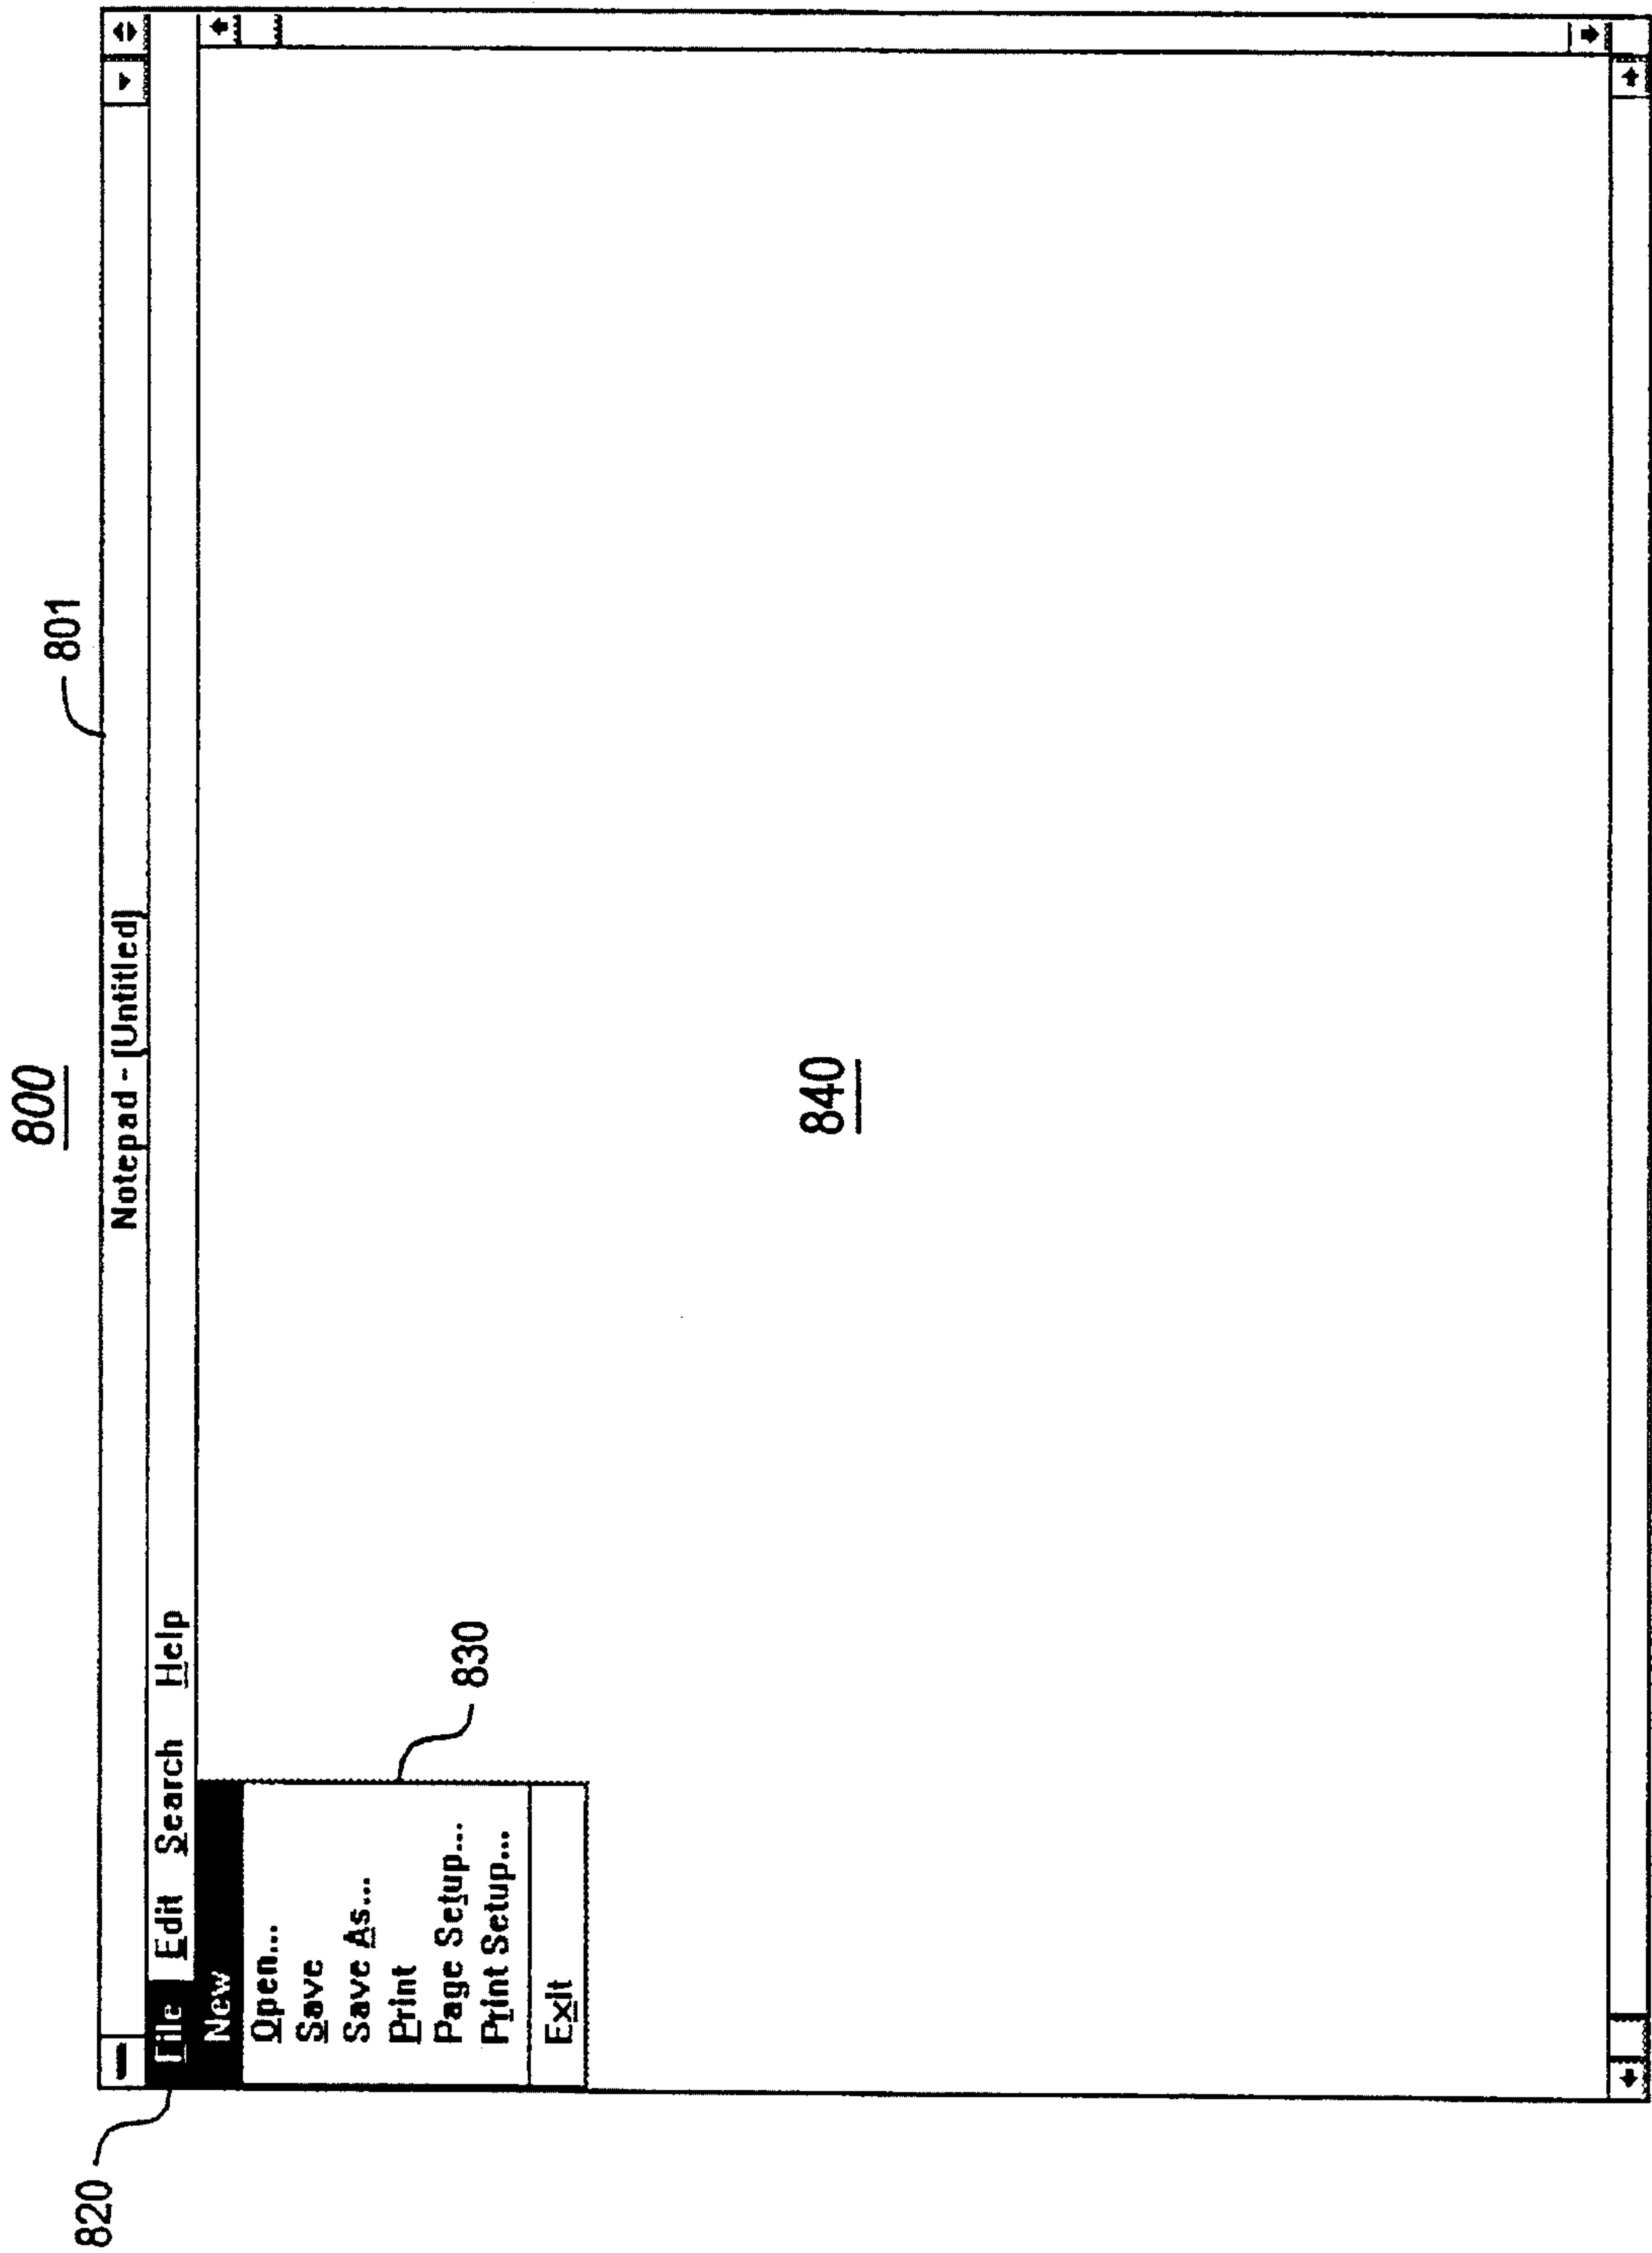 800
801
Notepad - [Untitled]
820
File Edit Search Help
New
Open...
Save
Save As...
Print
Page Setup...
Print Setup...
Exit
830
840